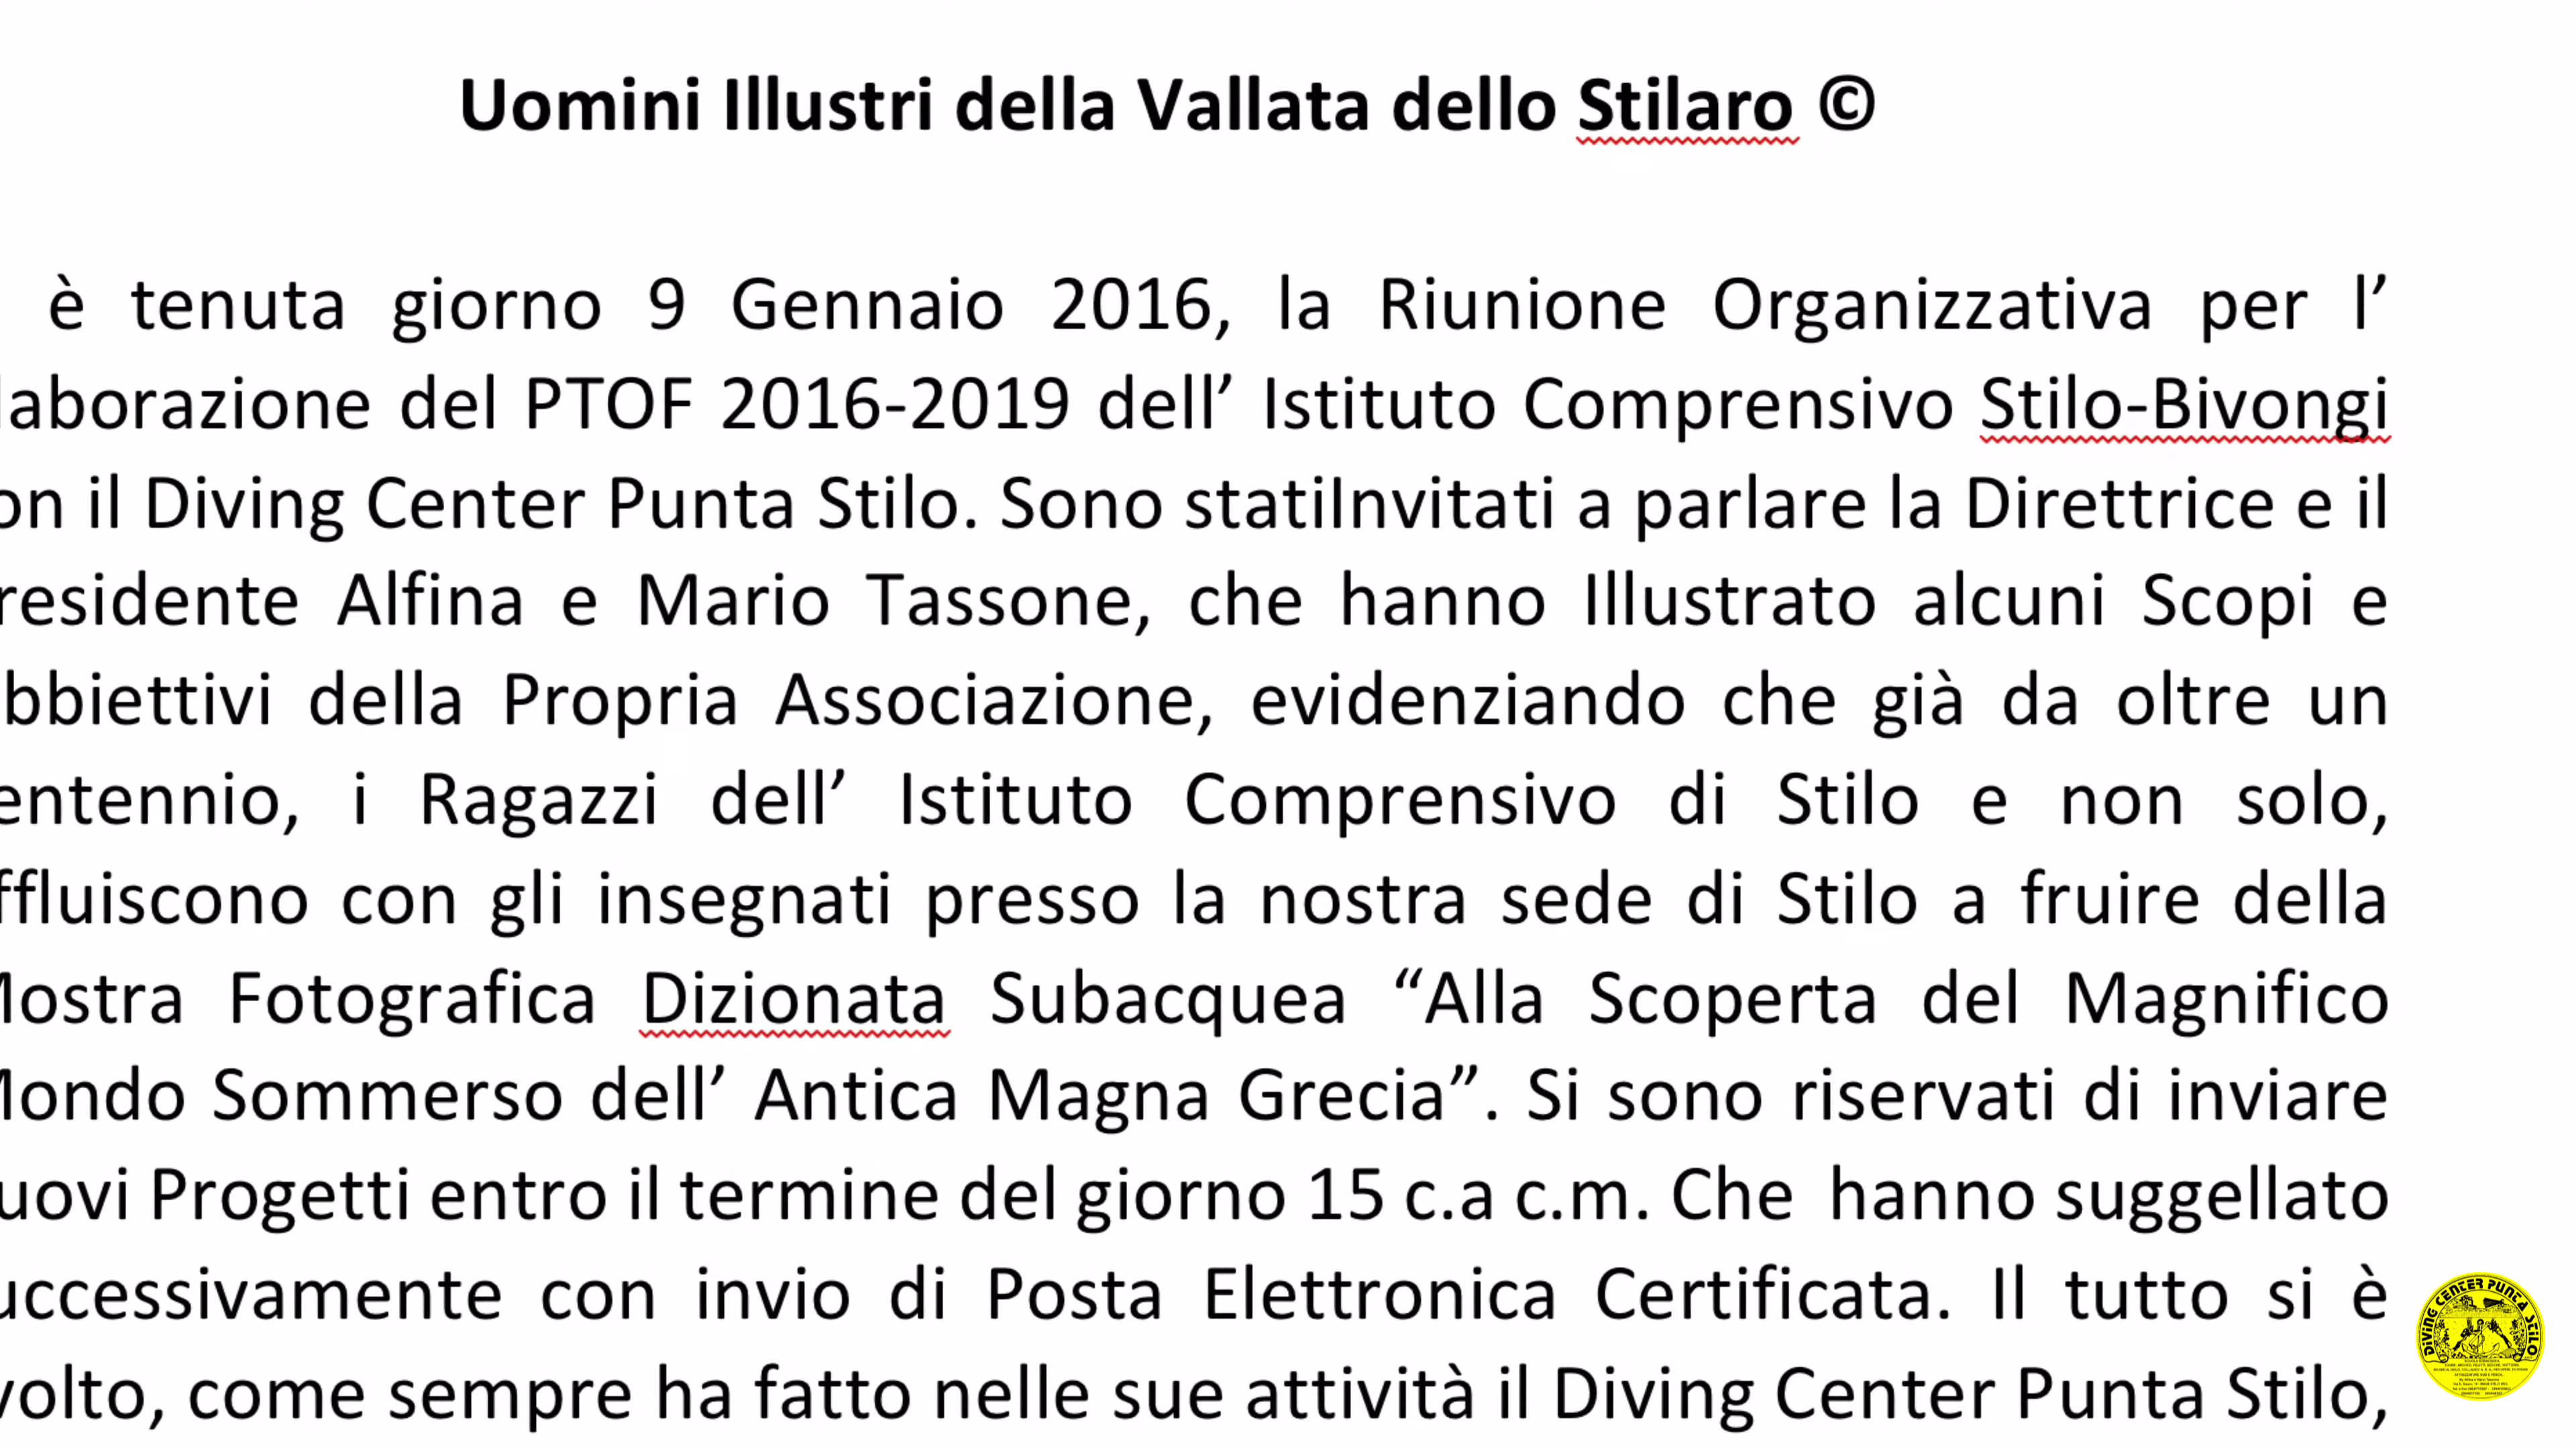 Uomini Illustri della Vallata dello Stilaro ©
è tenuta giorno 9 Gennaio 2016, la Riunione Organizzativa per l’
laborazione del PTOF 2016-2019 dell’ Istituto Comprensivo Stilo-Bivongi
on il Diving Center Punta Stilo. Sono statiInvitati a parlare la Direttrice e il
residente Alfina e Mario Tassone, che hanno Illustrato alcuni Scopi e
bbiettivi della Propria Associazione, evidenziando che già da oltre un
entennio, i Ragazzi dell’ Istituto Comprensivo di Stilo e non solo,
ffluiscono con gli insegnati presso la nostra sede di Stilo a fruire della
ostra Fotografica Dizionata Subacquea “Alla Scoperta del Magnifico
ondo Sommerso dell’ Antica Magna Grecia”. Si sono riservati di inviare
uovi Progetti entro il termine del giorno 15 c.a c.m. Che hanno suggellato
uccessivamente con invio di Posta Elettronica Certificata. Il tutto si è
volto, come sempre ha fatto nelle sue attività il Diving Center Punta Stilo,
DIVING CENTER PUNTA STILO